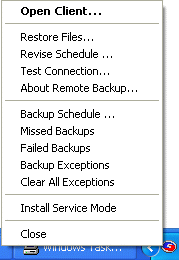 Open Client...
Restore Files...
Revise Schedule ...
Test Connection...
About Remote Backup...
Backup Schedule ...
Missed Backups
Failed Backups
Backup Exceptions
Clear All Exceptions
Install Service Mode
Close
Windows Task...